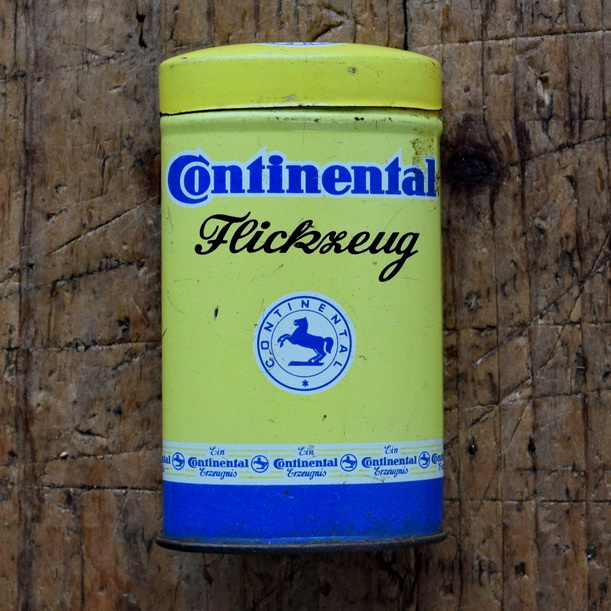 Continental
Flickzeug
CONTINENTAL
Ein Ein Ein
Continental Continental Continental
Erzeugnis Erzeugnis Erzeugnis